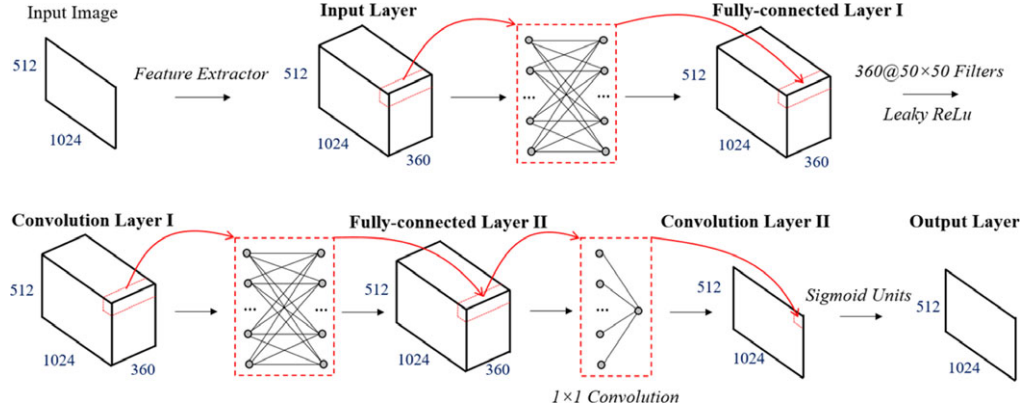 Input Image
Input Layer
Fully-connected Layer I
512
Feature Extractor
512
...
...
512
360@50×50 Filters
Leaky ReLu
1024
1024
360
1024
360
Convolution Layer I
Fully-connected Layer II
Convolution Layer II
Output Layer
512
...
...
512
...
512
Sigmoid Units
512
1024
360
1024
360
1024
1024
1×1 Convolution